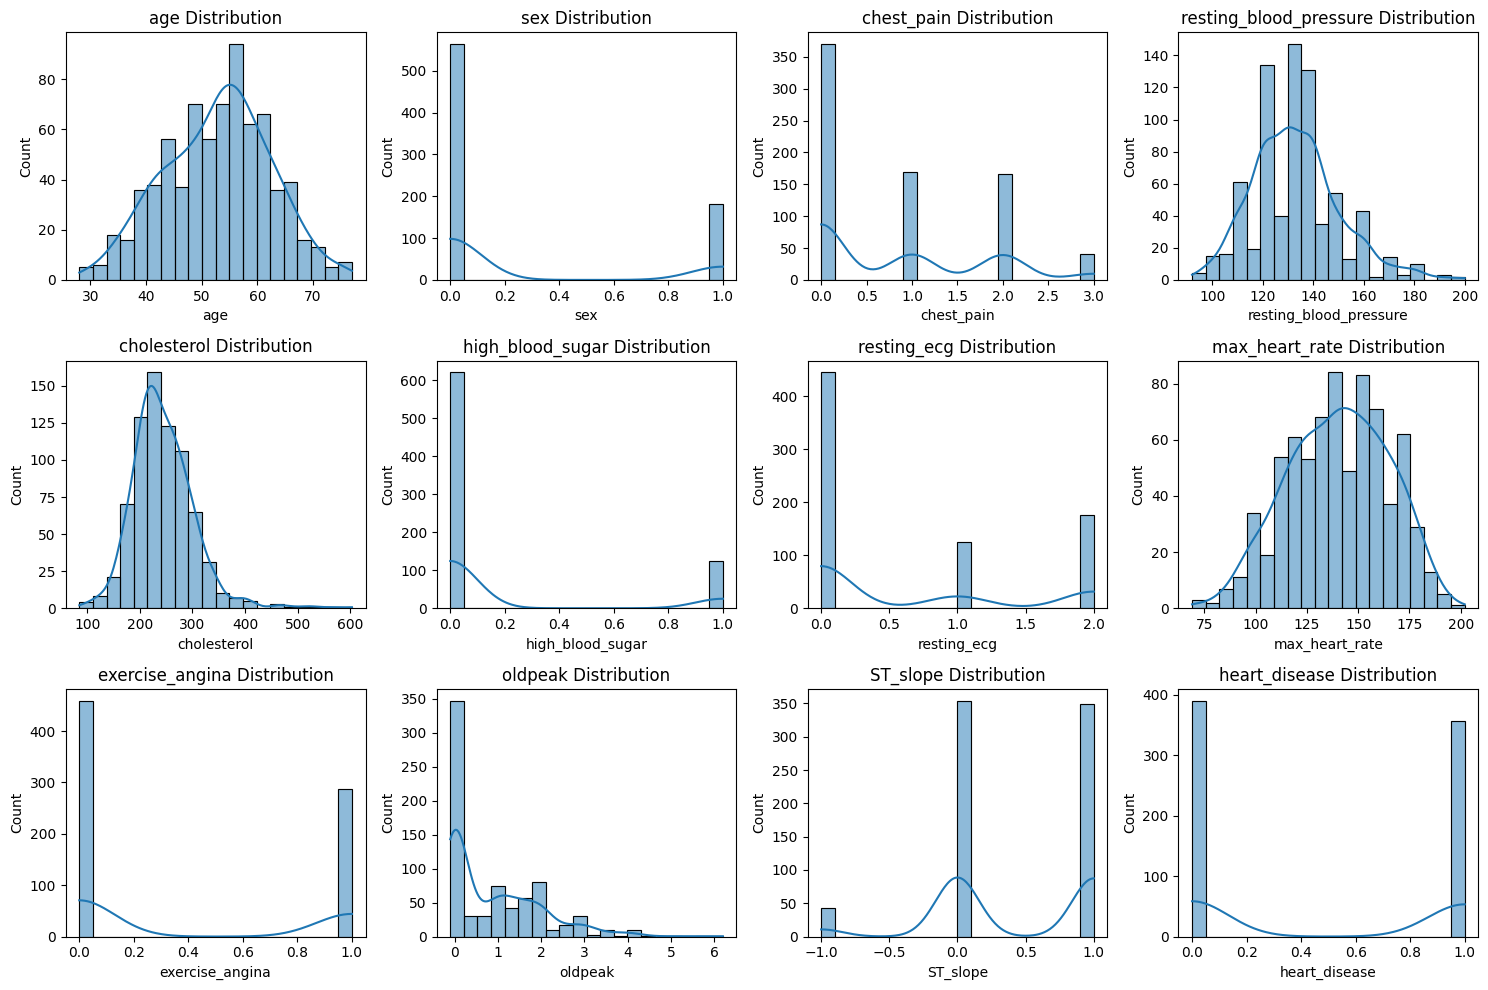 age Distribution
sex Distribution
chest_pain Distribution
resting_blood_pressure Distribution
Count
80
60
40
20
0
30 40 50 60 70
age
Count
500
400
300
200
100
0
0.0 0.2 0.4 0.6 0.8 1.0
sex
Count
350
300
250
200
150
100
50
0
0.0 0.5 1.0 1.5 2.0 2.5 3.0
chest_pain
Count
140
120
100
80
60
40
20
0
100 120 140 160 180 200
resting_blood_pressure
cholesterol Distribution
high_blood_sugar Distribution
resting_ecg Distribution
max_heart_rate Distribution
Count
150
125
100
75
50
25
0
100 200 300 400 500 600
cholesterol
Count
600
500
400
300
200
100
0
0.0 0.2 0.4 0.6 0.8 1.0
high_blood_sugar
Count
400
300
200
100
0
0.0 0.5 1.0 1.5 2.0
resting_ecg
Count
80
60
40
20
0
75 100 125 150 175 200
max_heart_rate
exercise_angina Distribution
oldpeak Distribution
ST_slope Distribution
heart_disease Distribution
Count
400
300
200
100
0
0.0 0.2 0.4 0.6 0.8 1.0
exercise_angina
Count
350
300
250
200
150
100
50
0
0 1 2 3 4 5 6
oldpeak
Count
350
300
250
200
150
100
50
0
−1.0 −0.5 0.0 0.5 1.0
ST_slope
Count
400
300
200
100
0
0.0 0.2 0.4 0.6 0.8 1.0
heart_disease